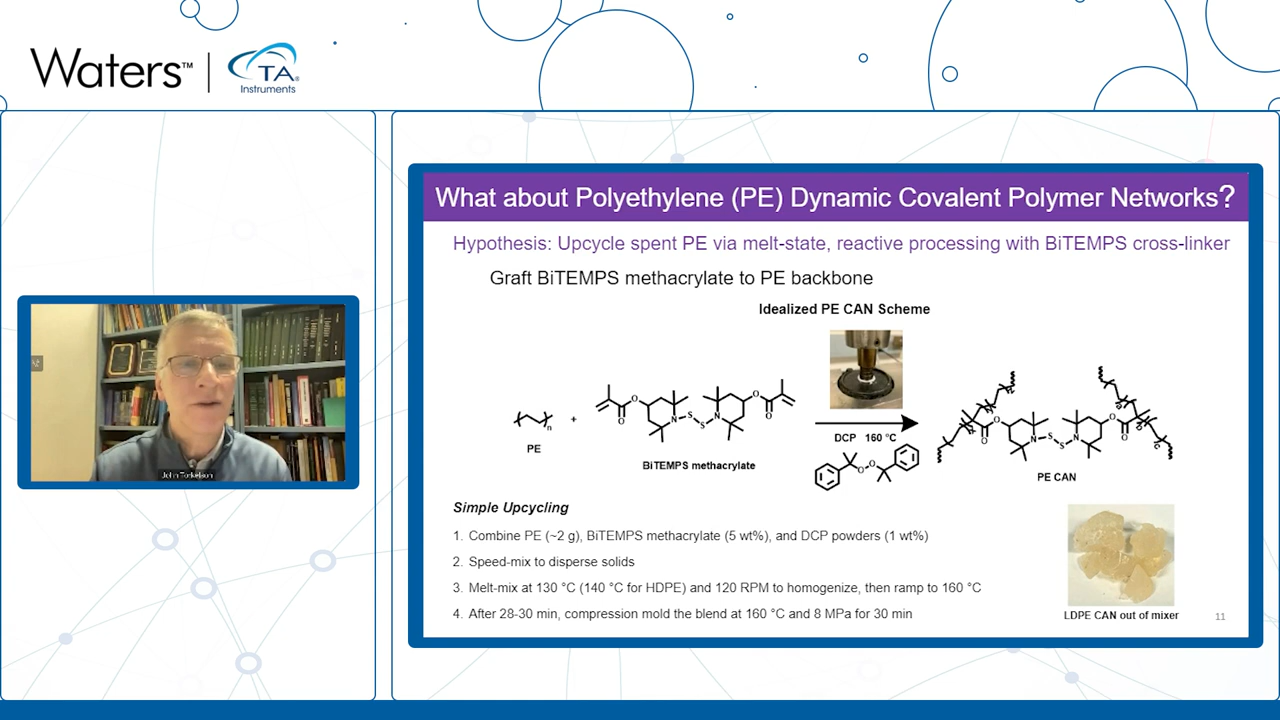 Waters™
TA
Instruments
What about Polyethylene (PE) Dynamic Covalent Polymer Networks?
Hypothesis: Upcycle spent PE via melt-state, reactive processing with BiTEMPS cross-linker
Graft BiTEMPS methacrylate to PE backbone
Idealized PE CAN Scheme
PE
+
BiTEMPS methacrylate
DCP 160 °C
PE CAN
Simple Upcycling
1. Combine PE (~2 g), BiTEMPS methacrylate (5 wt%), and DCP powders (1 wt%)
2. Speed-mix to disperse solids
3. Melt-mix at 130 °C (140 °C for HDPE) and 120 RPM to homogenize, then ramp to 160 °C
4. After 28-30 min, compression mold the blend at 160 °C and 8 MPa for 30 min
LDPE CAN out of mixer
11
John Torkelson